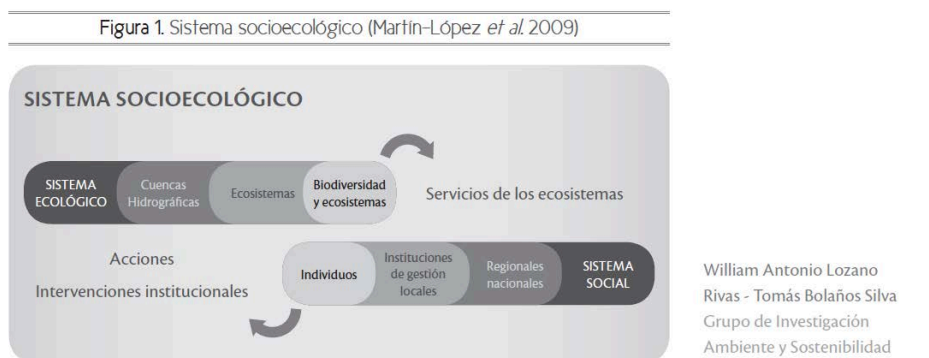 Figura 1. Sistema socioecológico (Martín-López et al. 2009)
SISTEMA SOCIOECOLÓGICO
SISTEMA
ECOLÓGICO
Cuencas
Hidrográficas
Ecosistemas
Biodiversidad
y ecosistemas
Servicios de los ecosistemas
Acciones
Intervenciones institucionales
Individuos
Instituciones
de gestión
locales
Regionales
nacionales
SISTEMA
SOCIAL
William Antonio Lozano
Rivas - Tomás Bolaños Silva
Grupo de Investigación
Ambiente y Sostenibilidad